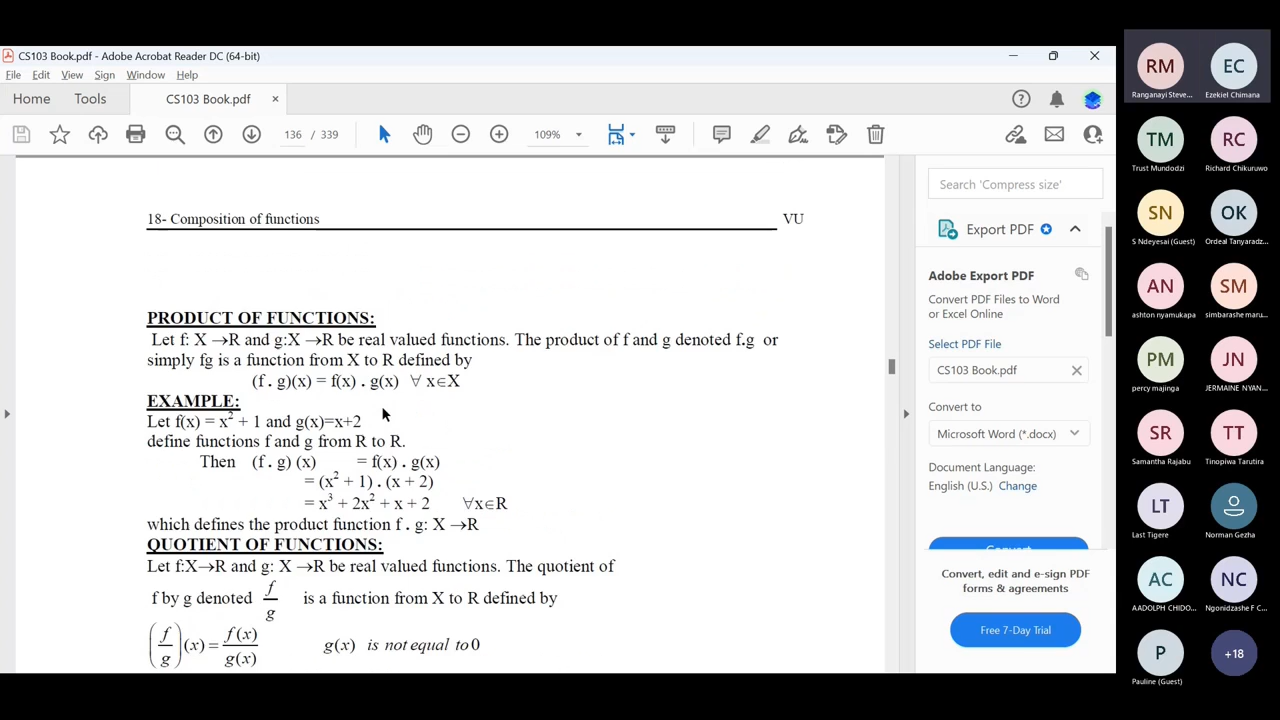 CS103 Book.pdf - Adobe Acrobat Reader DC (64-bit)
File Edit View Sign Window Help
Home Tools CS103 Book.pdf ×
136 / 339 109%
18- Composition of functions VU
PRODUCT OF FUNCTIONS:
Let f: X →R and g:X →R be real valued functions. The product of f and g denoted f.g or
simply fg is a function from X to R defined by
(f . g)(x) = f(x) . g(x) ∀ x∈X
EXAMPLE:
Let f(x) = x² + 1 and g(x)=x+2
define functions f and g from R to R.
Then (f . g) (x) = f(x) . g(x)
= (x² + 1) . (x + 2)
= x³ + 2x² + x + 2 ∀x∈R
which defines the product function f . g: X →R
QUOTIENT OF FUNCTIONS:
Let f:X→R and g: X →R be real valued functions. The quotient of
f by g denoted f/g is a function from X to R defined by
(f/g)(x) = f(x)/g(x) g(x) is not equal to 0
Search 'Compress size'
Export PDF
Adobe Export PDF
Convert PDF Files to Word
or Excel Online
Select PDF File
CS103 Book.pdf
Convert to
Microsoft Word (*.docx)
Document Language:
English (U.S.) Change
Convert
Convert, edit and e-sign PDF
forms & agreements
Free 7-Day Trial
RM EC
Ranganayi Steve... Ezekiel Chimana
TM RC
Trust Mundodzi Richard Chikuruwo
SN OK
S Ndeyesai (Guest) Ordeal Tanyaradz...
AN SM
ashton nyamukapa simbarashe maru...
PM JN
percy majinga JERMAINE NYAN...
SR TT
Samantha Rajabu Tinopiwa Tarutira
LT
Last Tigere Norman Gezha
AC NC
AADOLPH CHIDO... Ngonidzashe F C...
P +18
Pauline (Guest)